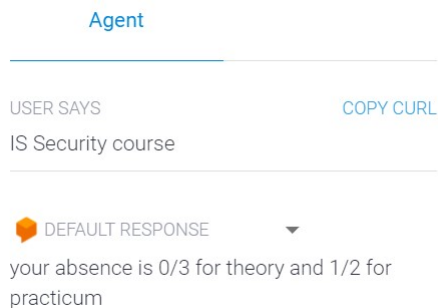 Agent
USER SAYS COPY CURL
IS Security course
DEFAULT RESPONSE
your absence is 0/3 for theory and 1/2 for
practicum